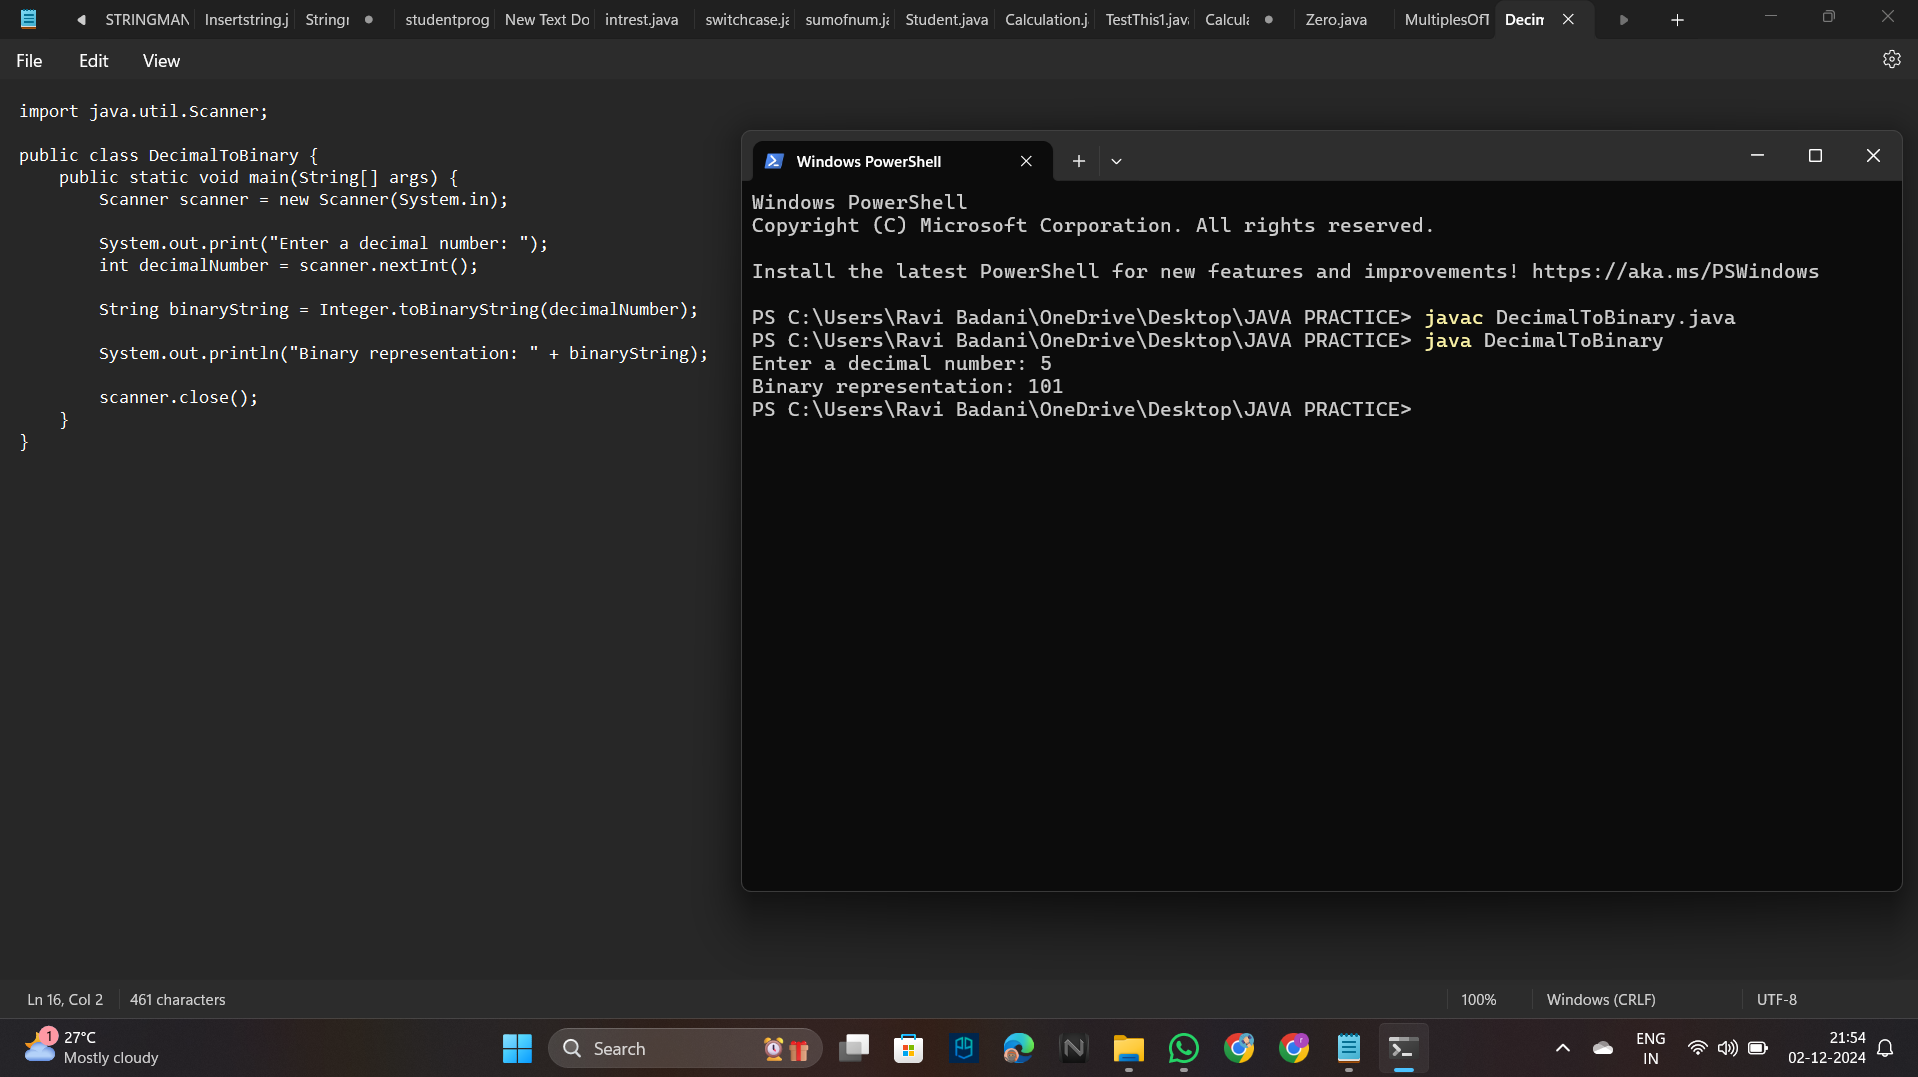 STRINGMAN Insertstring.j String studentprog New Text Do intrest.java switchcase.ja sumofnum.ja Student.java Calculation.j TestThis1.java Calcula Zero.java MultiplesOfT Decim
File Edit View
import java.util.Scanner;
public class DecimalToBinary {
    public static void main(String[] args) {
        Scanner scanner = new Scanner(System.in);
        System.out.print("Enter a decimal number: ");
        int decimalNumber = scanner.nextInt();
        String binaryString = Integer.toBinaryString(decimalNumber);
        System.out.println("Binary representation: " + binaryString);
        scanner.close();
    }
}
Windows PowerShell
Windows PowerShell
Copyright (C) Microsoft Corporation. All rights reserved.
Install the latest PowerShell for new features and improvements! https://aka.ms/PSWindows
PS C:\Users\Ravi Badani\OneDrive\Desktop\JAVA PRACTICE> javac DecimalToBinary.java
PS C:\Users\Ravi Badani\OneDrive\Desktop\JAVA PRACTICE> java DecimalToBinary
Enter a decimal number: 5
Binary representation: 101
PS C:\Users\Ravi Badani\OneDrive\Desktop\JAVA PRACTICE>
Ln 16, Col 2 461 characters 100% Windows (CRLF) UTF-8
1
27°C
Mostly cloudy
Search
ENG
IN
21:54
02-12-2024